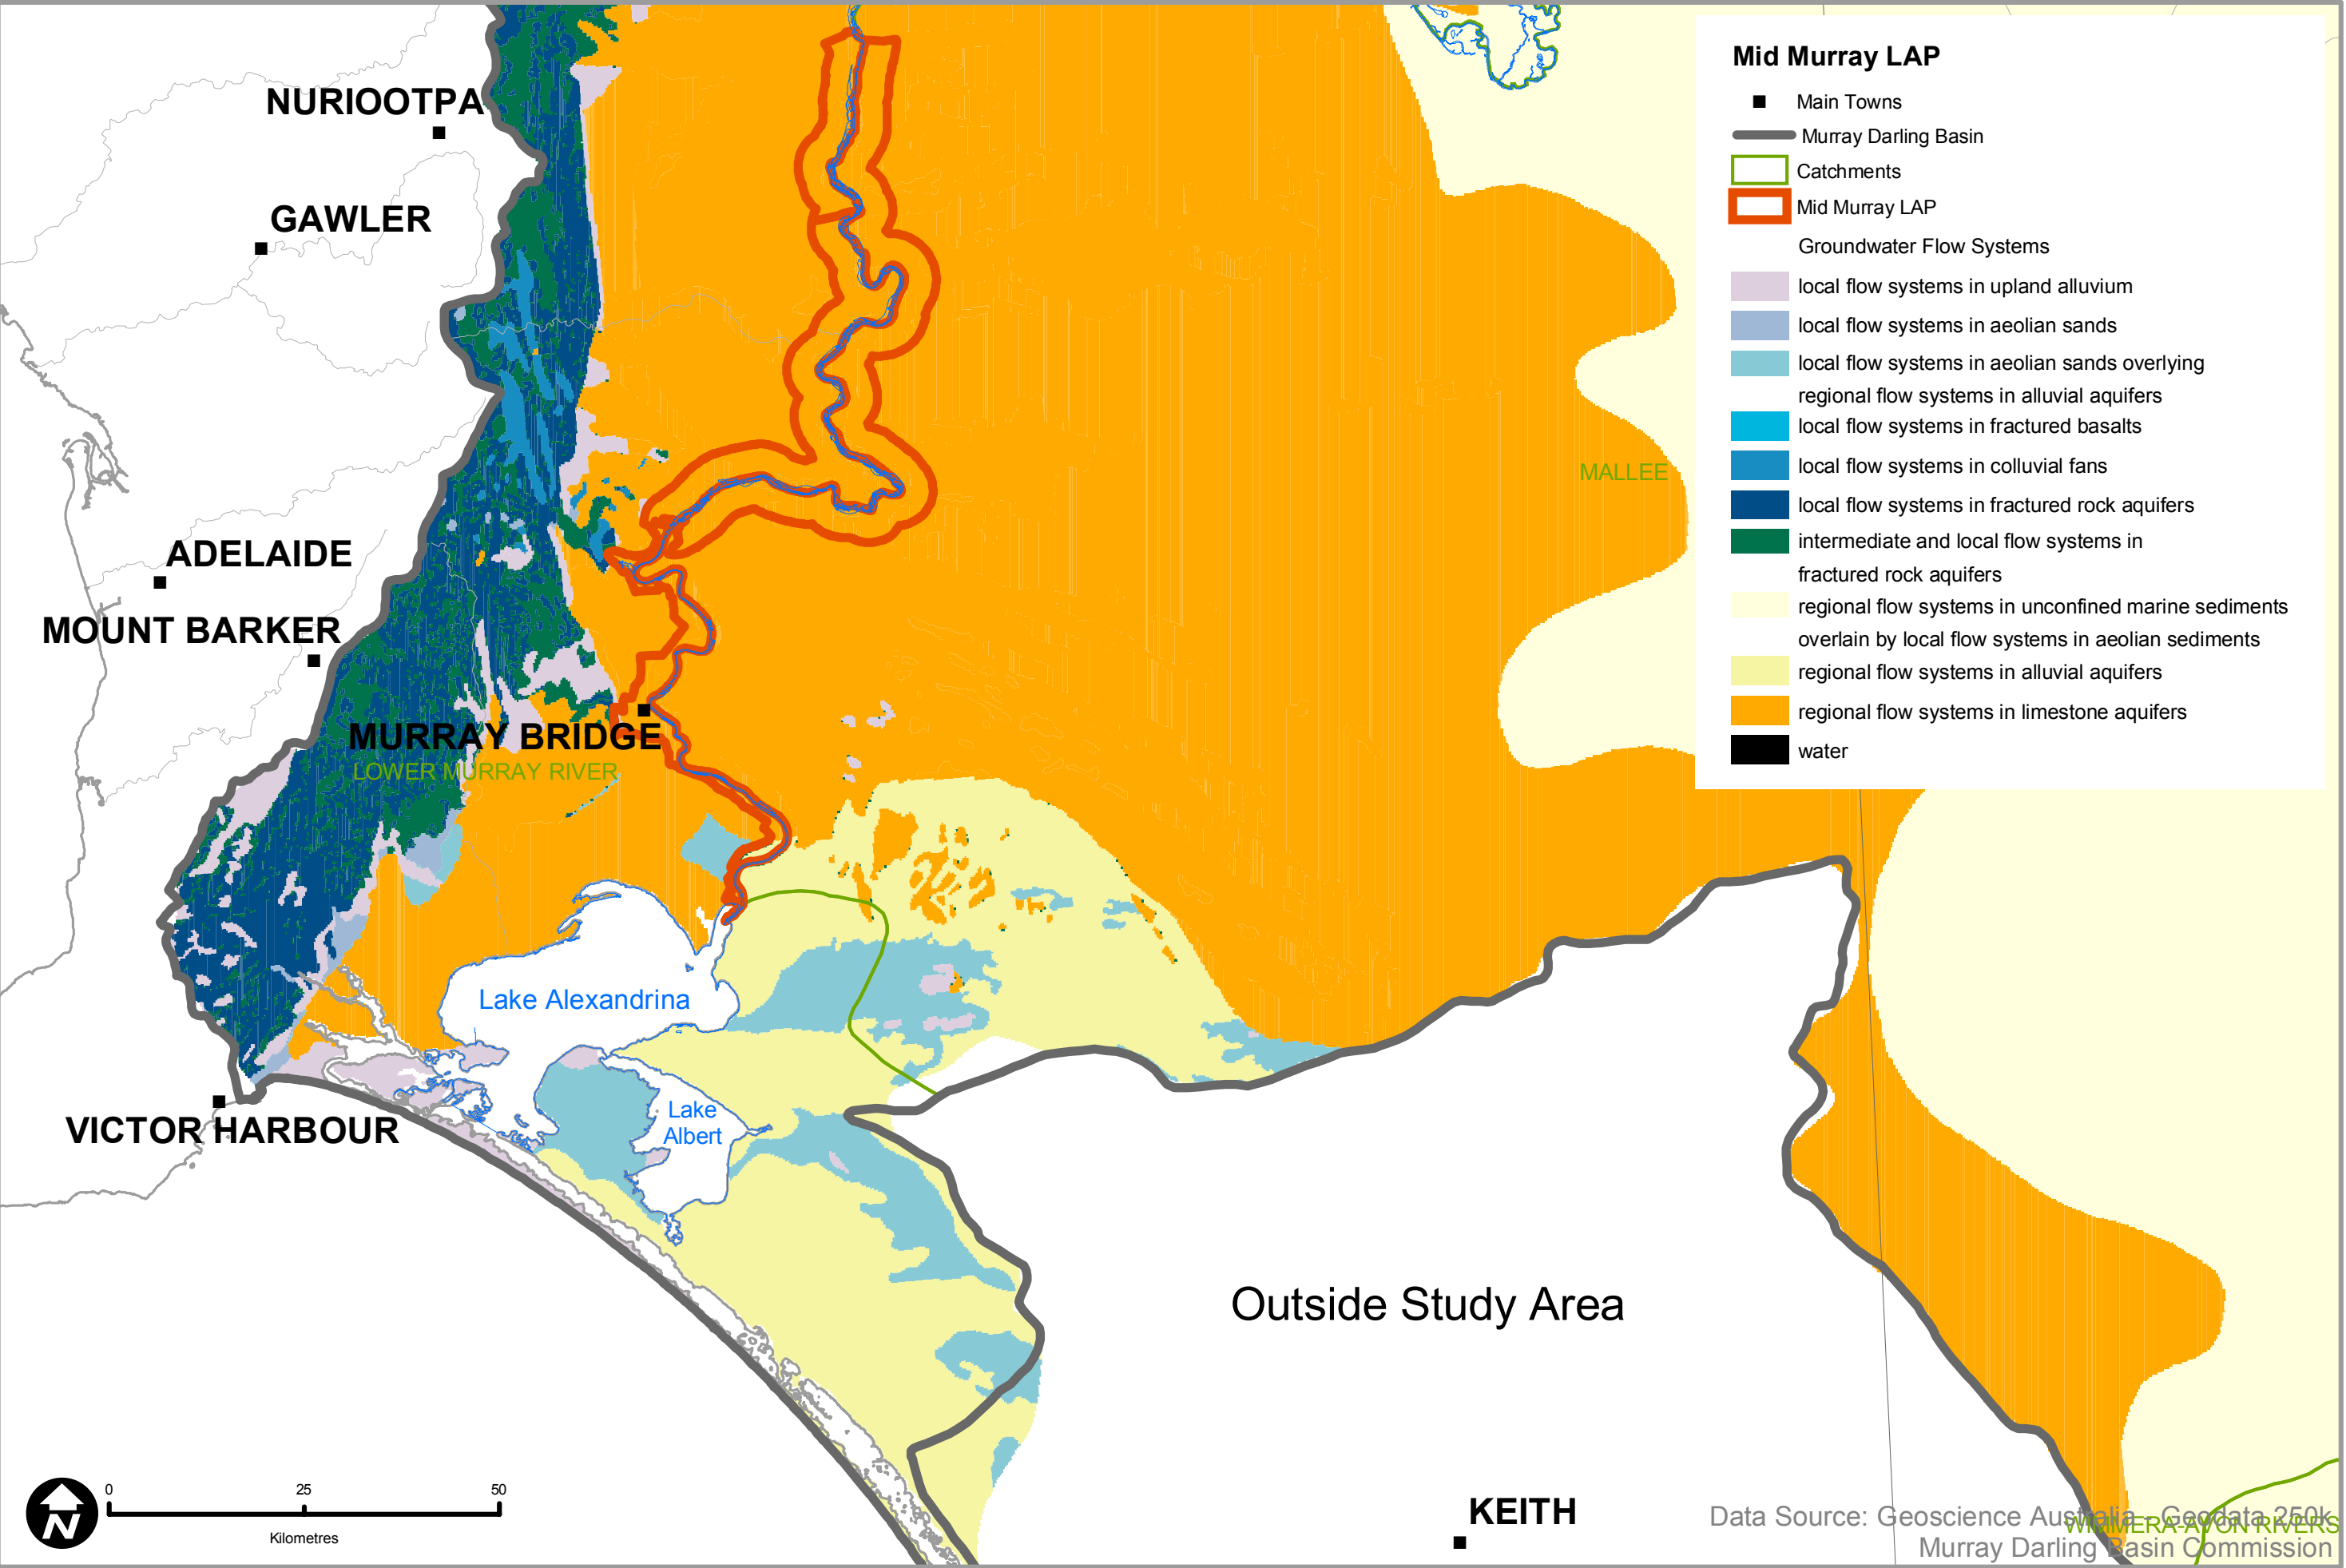 NURIOOTPA
GAWLER
ADELAIDE
MOUNT BARKER
MURRAY BRIDGE
LOWER MURRAY RIVER
MALLEE
Lake Alexandrina
Lake
Albert
VICTOR HARBOUR
Outside Study Area
KEITH
Mid Murray LAP
Main Towns
Murray Darling Basin
Catchments
Mid Murray LAP
Groundwater Flow Systems
local flow systems in upland alluvium
local flow systems in aeolian sands
local flow systems in aeolian sands overlying
regional flow systems in alluvial aquifers
local flow systems in fractured basalts
local flow systems in colluvial fans
local flow systems in fractured rock aquifers
intermediate and local flow systems in
fractured rock aquifers
regional flow systems in unconfined marine sediments
overlain by local flow systems in aeolian sediments
regional flow systems in alluvial aquifers
regional flow systems in limestone aquifers
water
N
0 25 50
Kilometres
Data Source: Geoscience Australia - Geodata 250k
WIMMERA-AVON RIVERS
Murray Darling Basin Commission